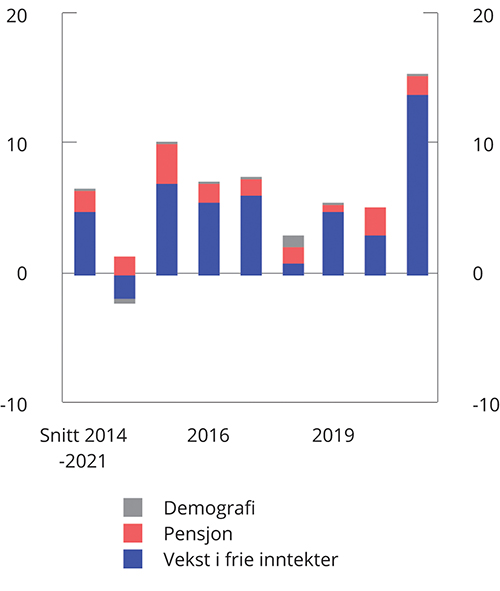 20 20
10 10
0 0
-10 -10
Snitt 2014 2016 2019
-2021
Demografi
Pensjon
Vekst i frie inntekter